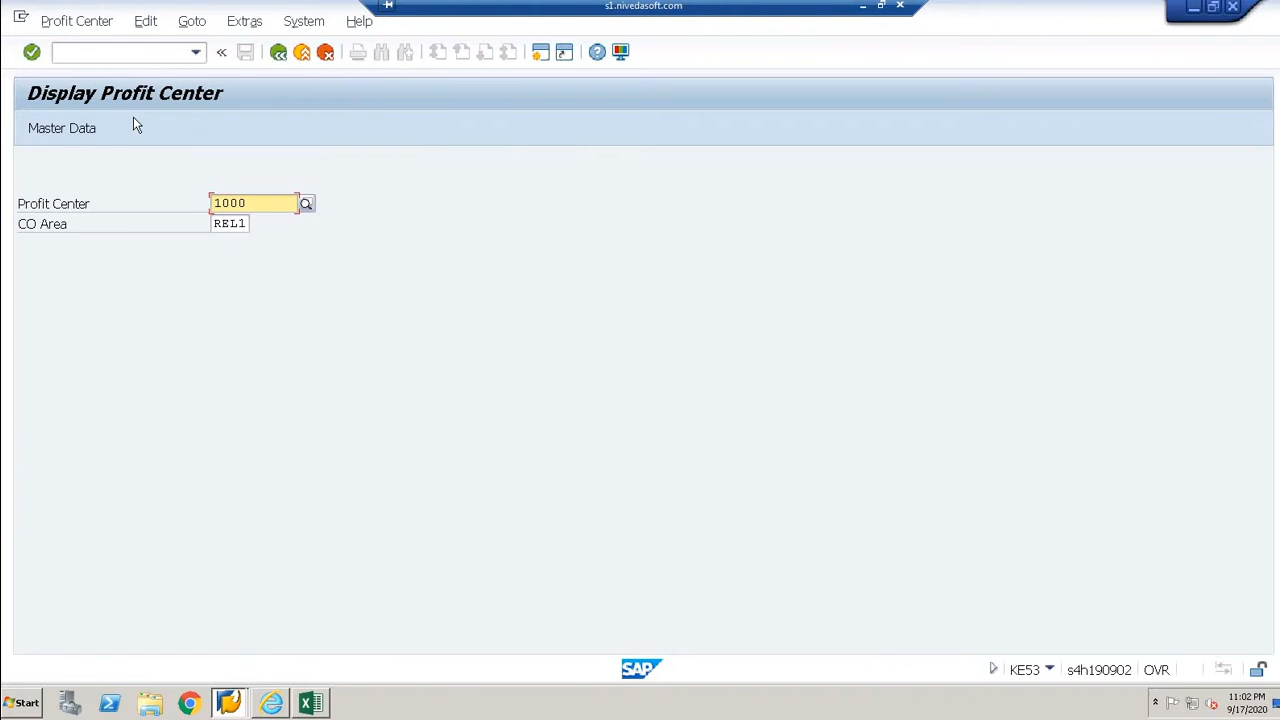 s1.nivedasoft.com
Profit Center Edit Goto Extras System Help
Display Profit Center
Master Data
Profit Center 1000
CO Area REL1
SAP
KE53 s4h190902 OVR
Start
11:02 PM
9/17/2020